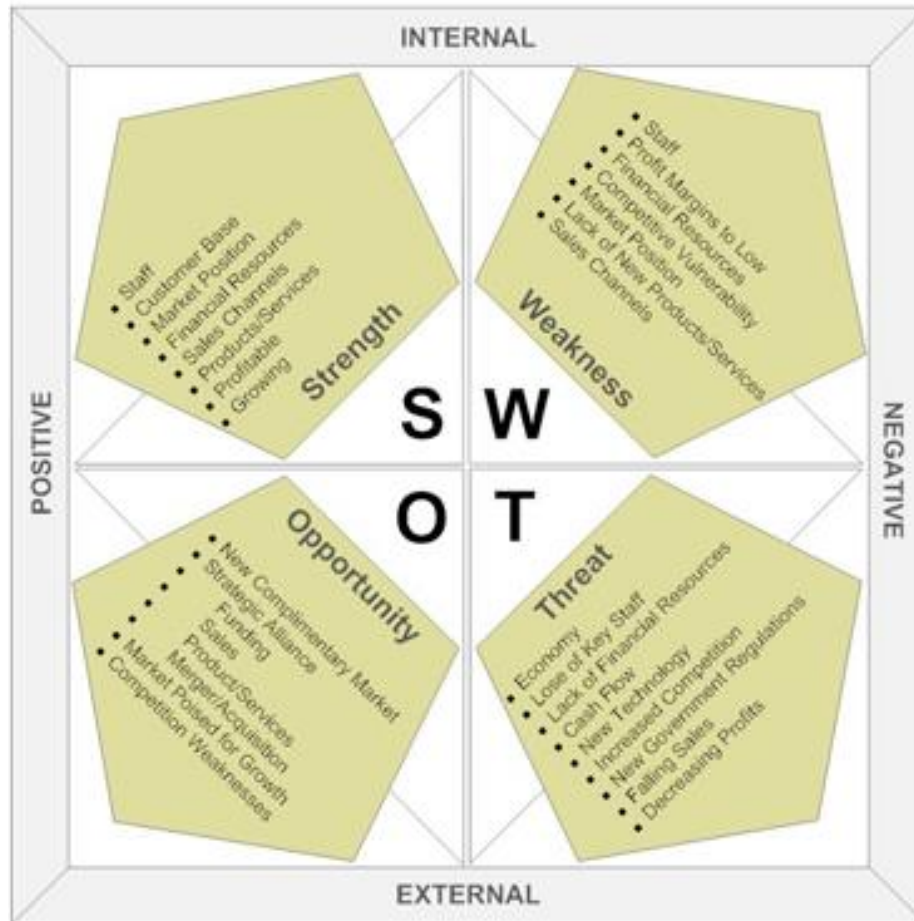 INTERNAL
POSITIVE
NEGATIVE
EXTERNAL
S
W
O
T
Strength
• Staff
• Customer Base
• Market Position
• Financial Resources
• Sales Channels
• Products/Services
• Profitable
• Growing
Weakness
• Staff
• Profit Margins to Low
• Financial Resources
• Competitive Vulnerability
• Market Position
• Lack of New Products/Services
• Sales Channels
Opportunity
• New Complimentary Market
• Strategic Alliance
• Funding
• Sales
• Product/Services
• Merger/Acquisition
• Market Poised for Growth
• Competition Weaknesses
Threat
• Economy
• Lose of Key Staff
• Lack of Financial Resources
• Cash Flow
• New Technology
• Increased Competition
• New Government Regulations
• Falling Sales
• Decreasing Profits